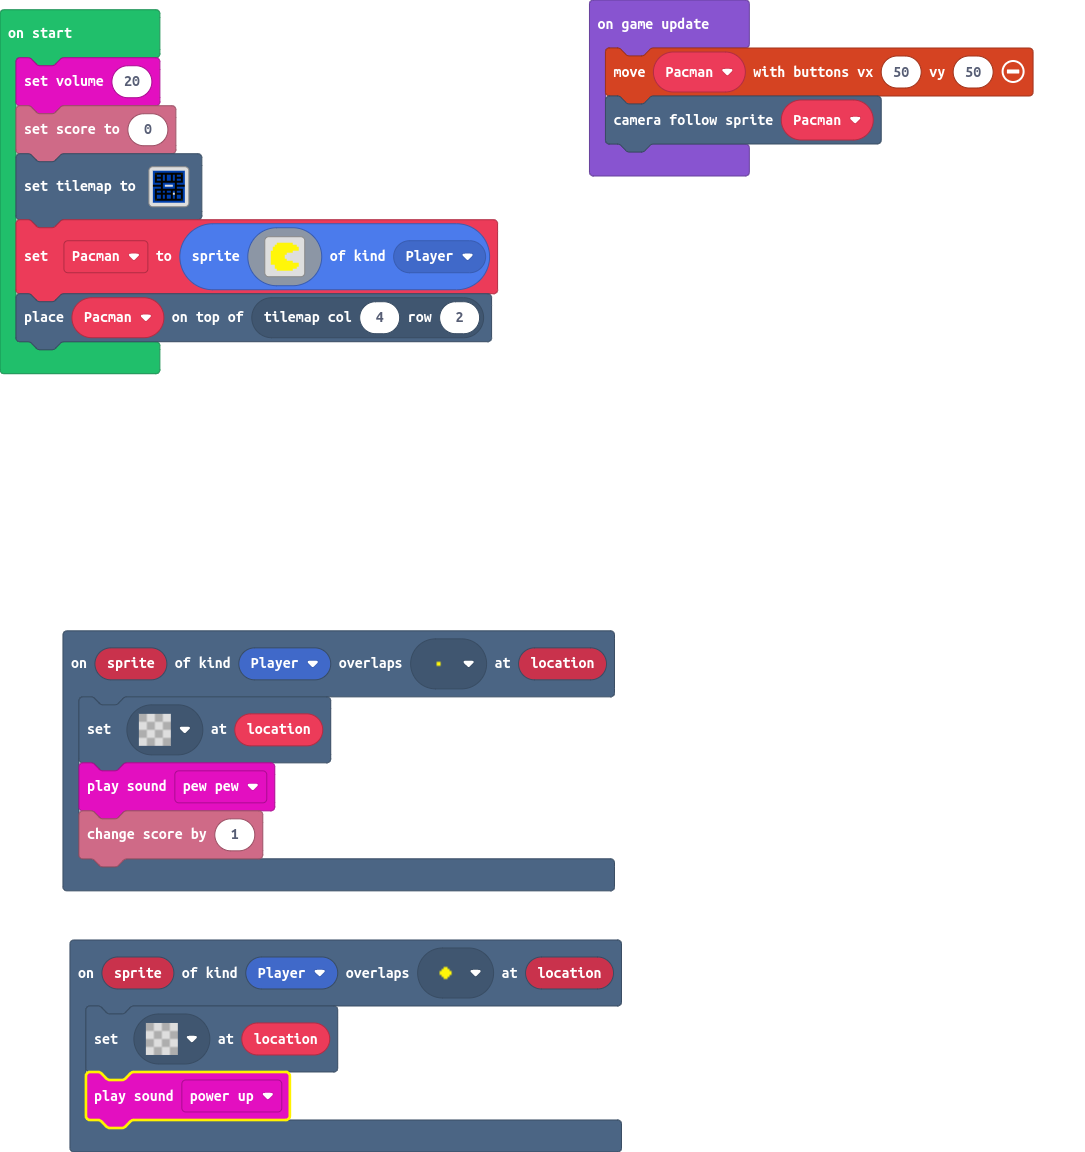 on start
set volume 20
set score to 0
set tilemap to
set Pacman to sprite of kind Player
place Pacman on top of tilemap col 4 row 2
on game update
move Pacman with buttons vx 50 vy 50
camera follow sprite Pacman
on sprite of kind Player overlaps at location
set at location
play sound pew pew
change score by 1
on sprite of kind Player overlaps at location
set at location
play sound power up